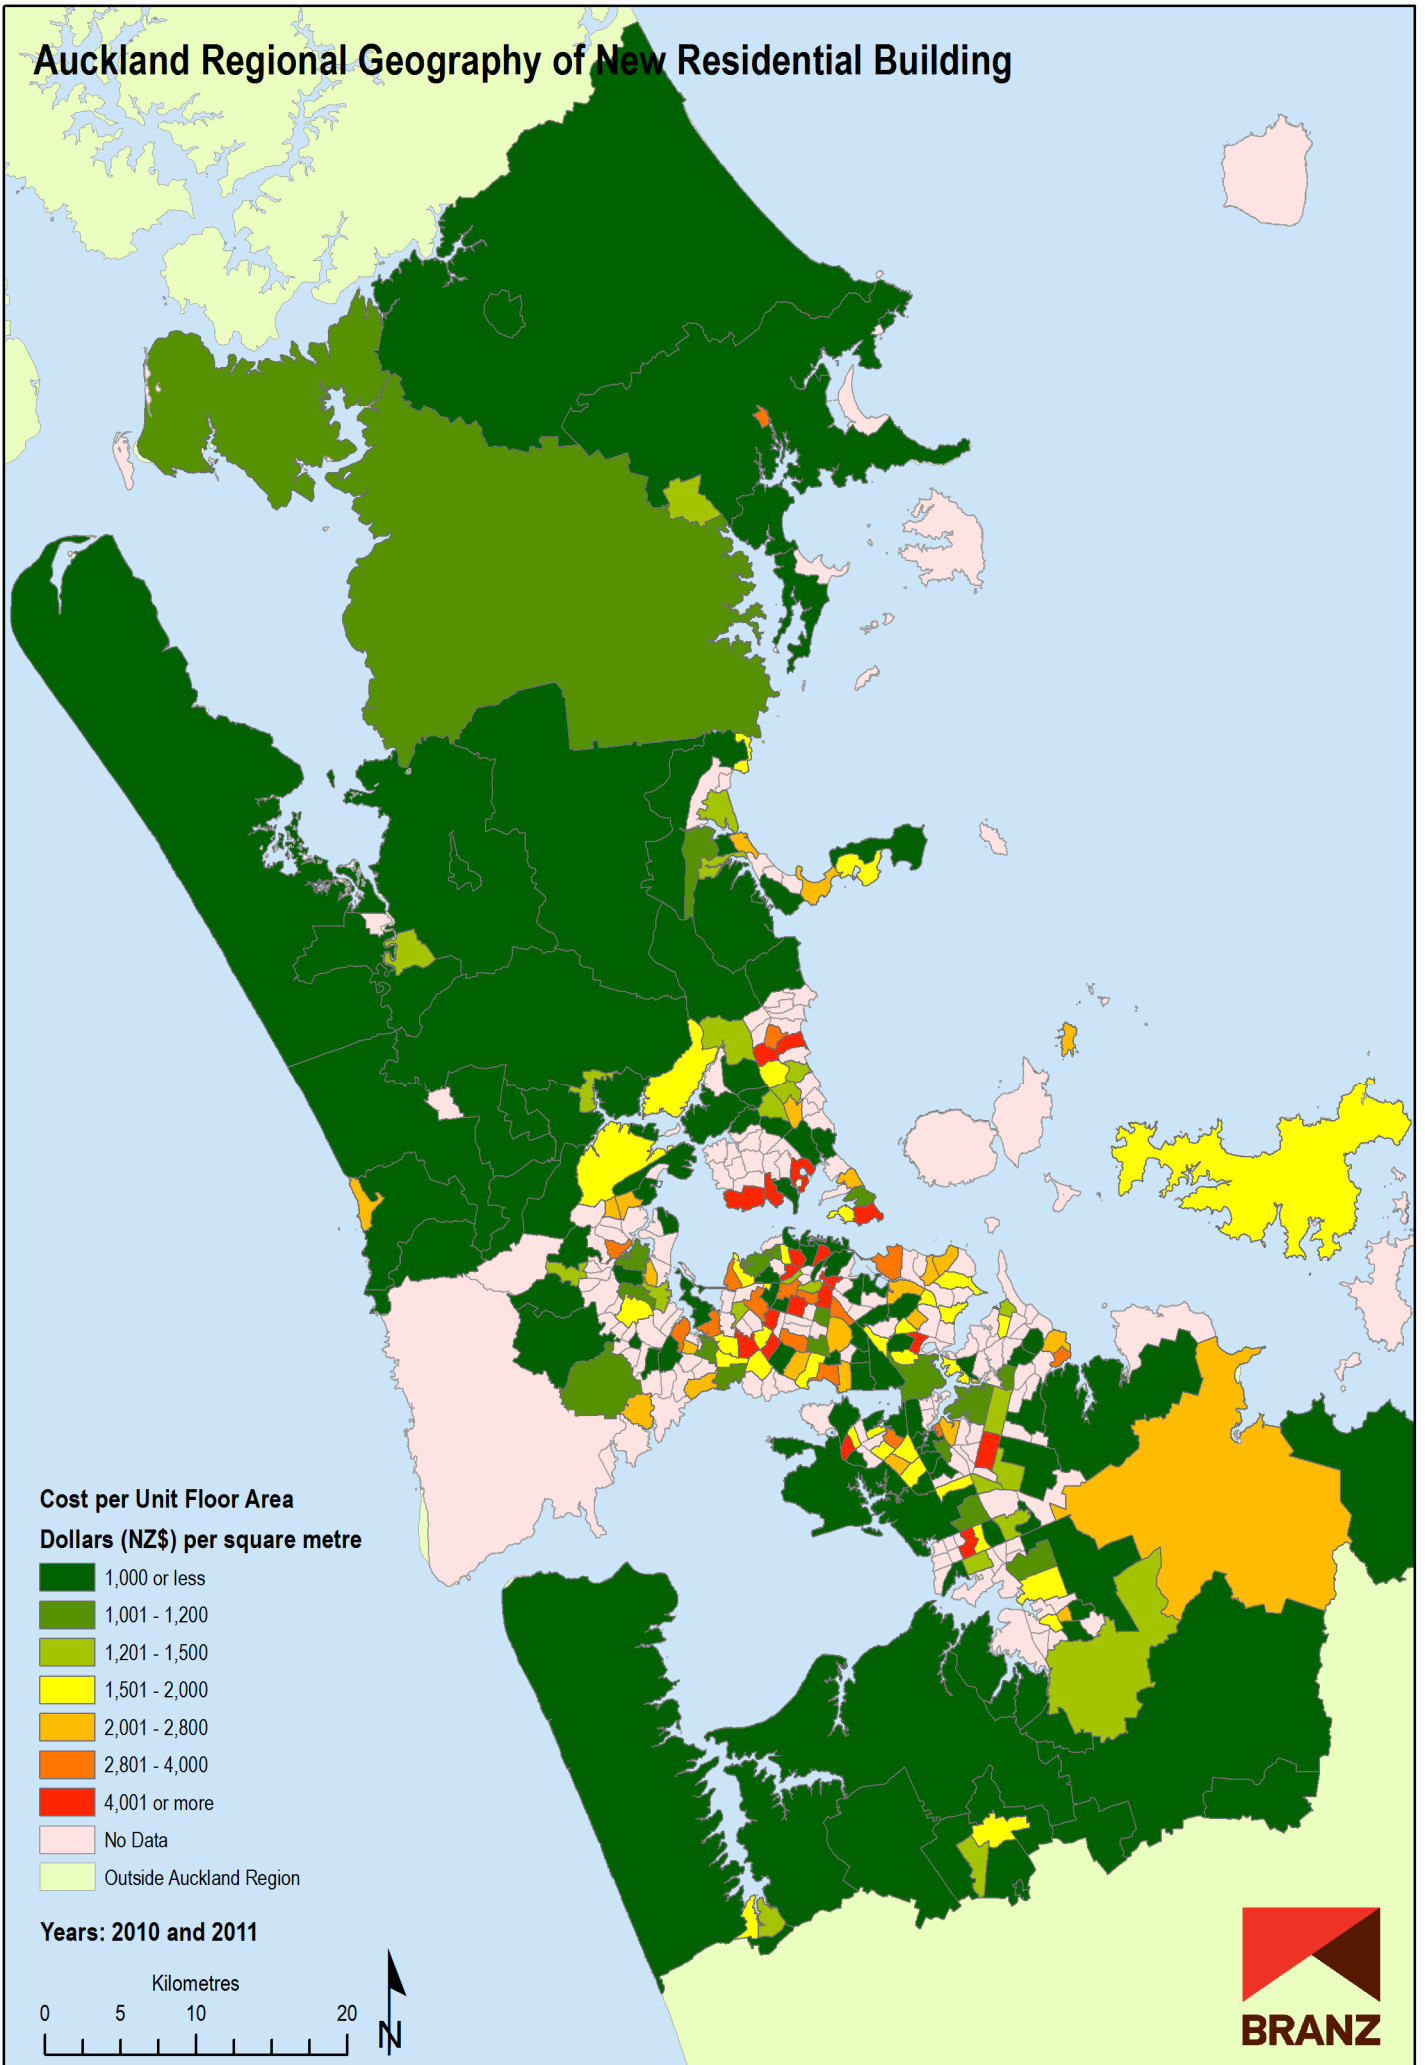 Auckland Regional Geography of New Residential Building
Cost per Unit Floor Area
Dollars (NZ$) per square metre
1,000 or less
1,001 - 1,200
1,201 - 1,500
1,501 - 2,000
2,001 - 2,800
2,801 - 4,000
4,001 or more
No Data
Outside Auckland Region
Years: 2010 and 2011
Kilometres
0 5 10 20
N
BRANZ